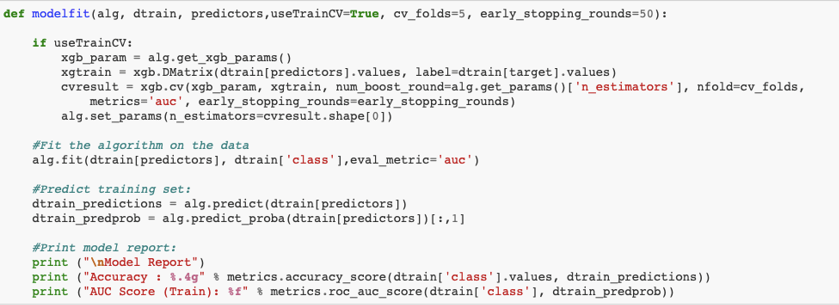 def modelfit(alg, dtrain, predictors,useTrainCV=True, cv_folds=5, early_stopping_rounds=50):
if useTrainCV:
xgb_param = alg.get_xgb_params()
xgtrain = xgb.DMatrix(dtrain[predictors].values, label=dtrain[target].values)
cvresult = xgb.cv(xgb_param, xgtrain, num_boost_round=alg.get_params()['n_estimators'], nfold=cv_folds,
metrics='auc', early_stopping_rounds=early_stopping_rounds)
alg.set_params(n_estimators=cvresult.shape[0])
#Fit the algorithm on the data
alg.fit(dtrain[predictors], dtrain['class'],eval_metric='auc')
#Predict training set:
dtrain_predictions = alg.predict(dtrain[predictors])
dtrain_predprob = alg.predict_proba(dtrain[predictors])[:,1]
#Print model report:
print ("\nModel Report")
print ("Accuracy : %.4g" % metrics.accuracy_score(dtrain['class'].values, dtrain_predictions))
print ("AUC Score (Train): %f" % metrics.roc_auc_score(dtrain['class'], dtrain_predprob))